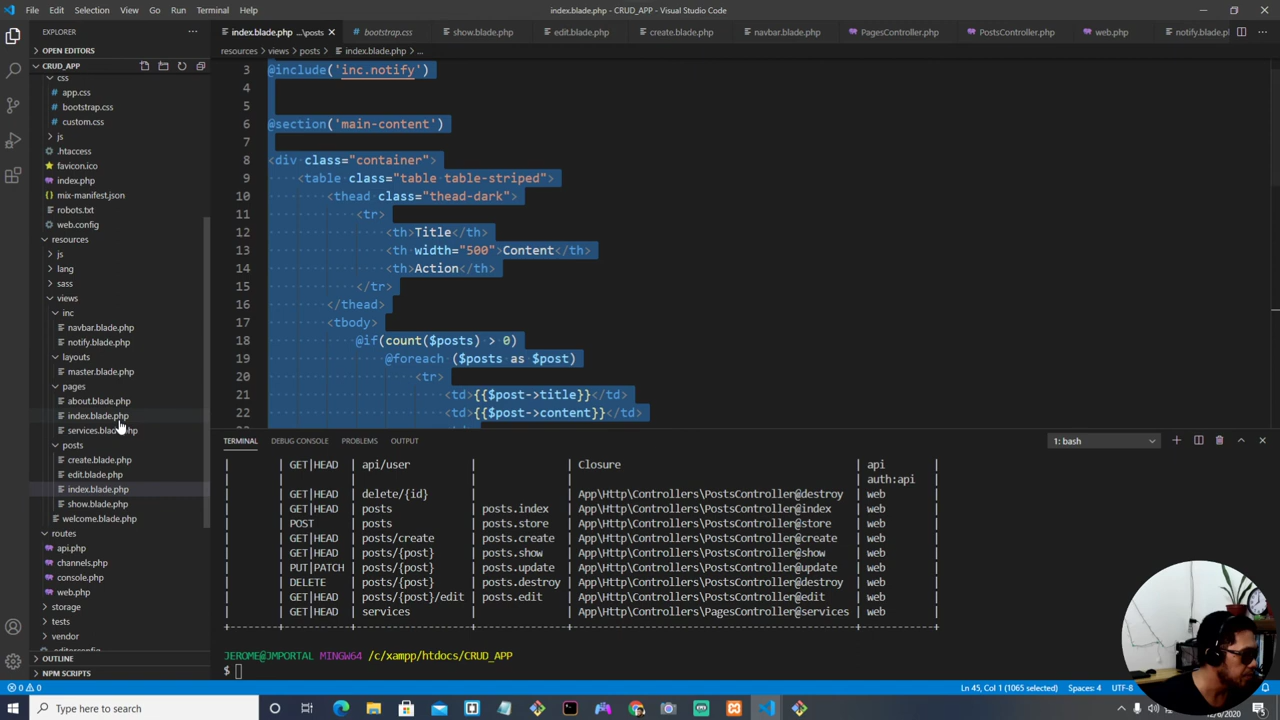 File Edit Selection View Go Run Terminal Help
index.blade.php - CRUD_APP - Visual Studio Code
EXPLORER
OPEN EDITORS
CRUD_APP
css
app.css
bootstrap.css
custom.css
js
.htaccess
favicon.ico
index.php
mix-manifest.json
robots.txt
web.config
resources
js
lang
sass
views
inc
navbar.blade.php
notify.blade.php
layouts
master.blade.php
pages
about.blade.php
index.blade.php
posts
create.blade.php
edit.blade.php
index.blade.php
show.blade.php
welcome.blade.php
routes
api.php
channels.php
console.php
web.php
storage
tests
vendor
OUTLINE
NPM SCRIPTS
index.blade.php ...\posts
bootstrap.css
show.blade.php
edit.blade.php
create.blade.php
navbar.blade.php
PagesController.php
PostsController.php
web.php
resources > views > posts > index.blade.php > ...
3 @include('inc.notify')
4
5
6 @section('main-content')
7
8 <div class="container">
9 <table class="table table-striped">
10 <thead class="thead-dark">
11 <tr>
12 <th>Title</th>
13 <th width="500">Content</th>
14 <th>Action</th>
15 </tr>
16 </thead>
17 <tbody>
18 @if(count($posts) > 0)
19 @foreach ($posts as $post)
20 <tr>
21 <td>{{$post->title}}</td>
22 <td>{{$post->content}}</td>
TERMINAL DEBUG CONSOLE PROBLEMS OUTPUT
1: bash
| | GET|HEAD | api/user | | Closure | api |
| | | | | | auth:api |
| | GET|HEAD | delete/{id} | | App\Http\Controllers\PostsController@destroy | web |
| | GET|HEAD | posts | posts.index | App\Http\Controllers\PostsController@index | web |
| | POST | posts | posts.store | App\Http\Controllers\PostsController@store | web |
| | GET|HEAD | posts/create | posts.create | App\Http\Controllers\PostsController@create | web |
| | GET|HEAD | posts/{post} | posts.show | App\Http\Controllers\PostsController@show | web |
| | PUT|PATCH | posts/{post} | posts.update | App\Http\Controllers\PostsController@update | web |
| | DELETE | posts/{post} | posts.destroy | App\Http\Controllers\PostsController@destroy | web |
| | GET|HEAD | posts/{post}/edit | posts.edit | App\Http\Controllers\PostsController@edit | web |
| | GET|HEAD | services | | App\Http\Controllers\PagesController@services | web |
JEROME@JMPORTAL MINGW64 /c/xampp/htdocs/CRUD_APP
$
0 0
Ln 45, Col 1 (1065 selected) Spaces: 4 UTF-8
Type here to search